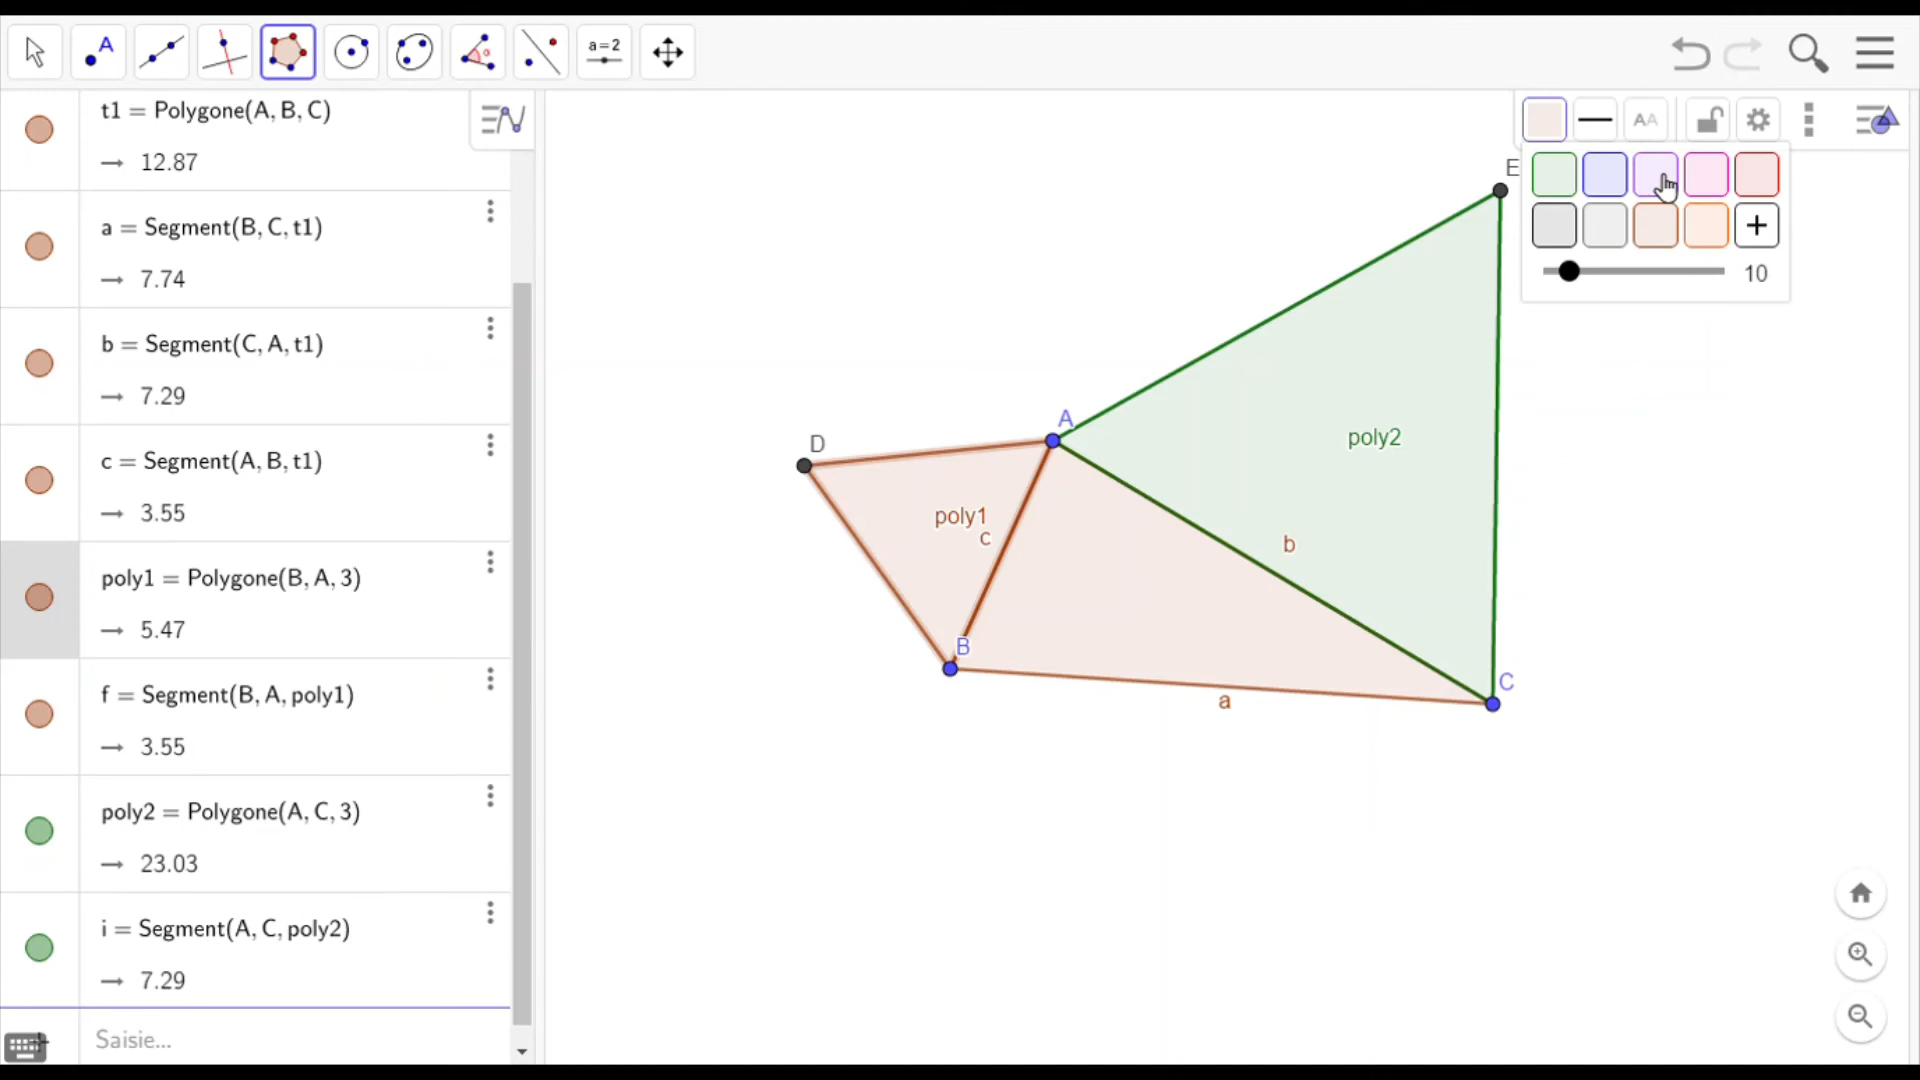 A
α
a = 2
t1 = Polygone(A, B, C)
→ 12.87
a = Segment(B, C, t1)
→ 7.74
b = Segment(C, A, t1)
→ 7.29
c = Segment(A, B, t1)
→ 3.55
poly1 = Polygone(B, A, 3)
→ 5.47
f = Segment(B, A, poly1)
→ 3.55
poly2 = Polygone(A, C, 3)
→ 23.03
i = Segment(A, C, poly2)
→ 7.29
Saisie...
AA
+
10
E
A
D
poly2
poly1
c
b
B
C
a